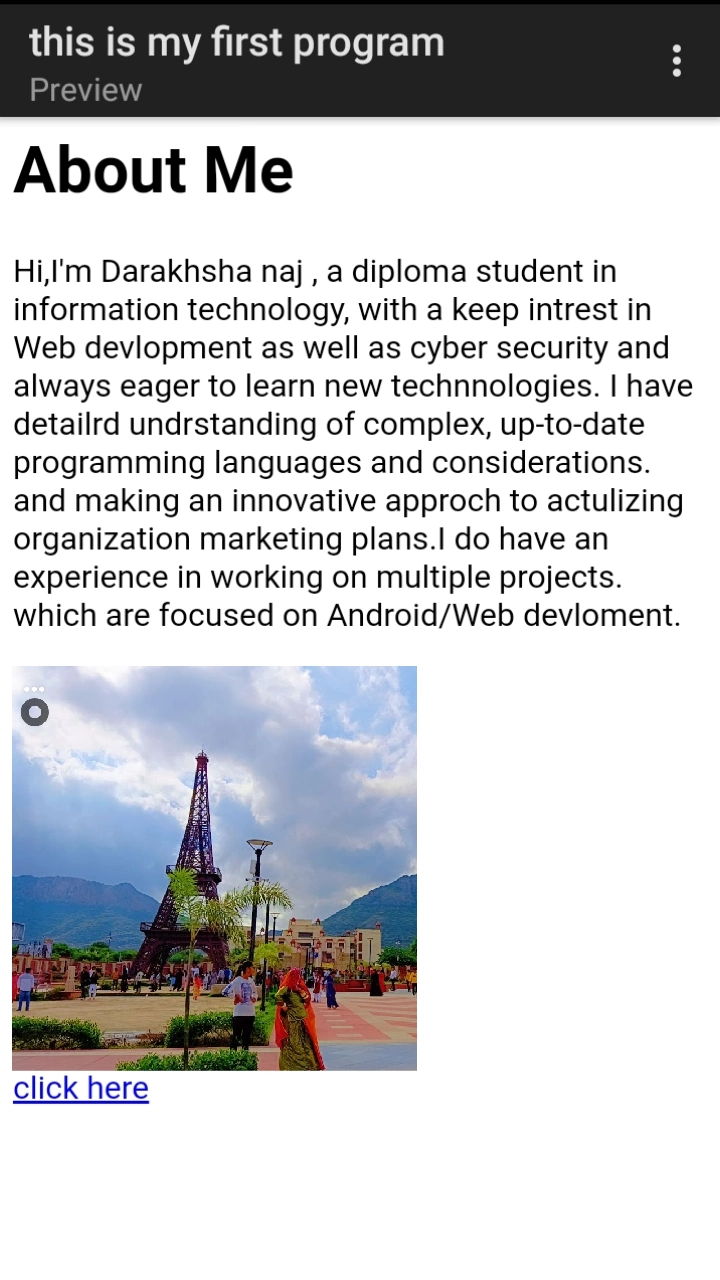 this is my first program
Preview
About Me
Hi,I'm Darakhsha naj , a diploma student in
information technology, with a keep intrest in
Web devlopment as well as cyber security and
always eager to learn new technnologies. I have
detailrd undrstanding of complex, up-to-date
programming languages and considerations.
and making an innovative approch to actulizing
organization marketing plans.I do have an
experience in working on multiple projects.
which are focused on Android/Web devloment.
click here